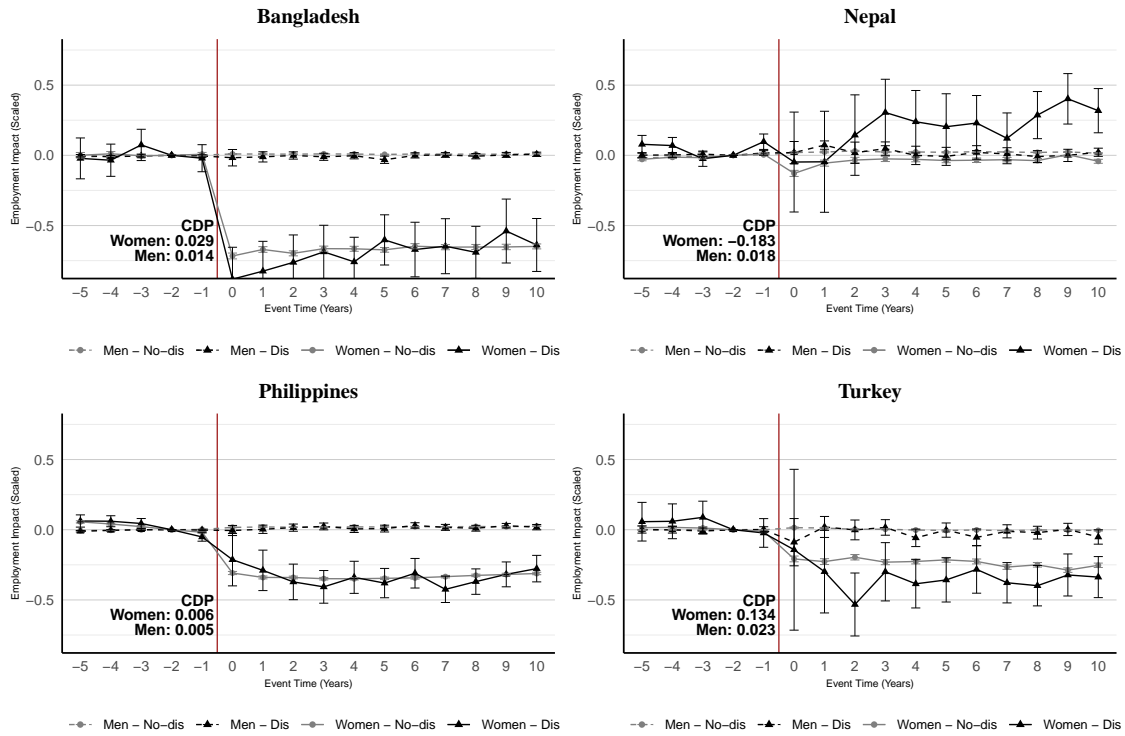 Bangladesh
Employment Impact (Scaled)
0.5
0.0
−0.5
CDP
Women: 0.029
Men: 0.014
−5 −4 −3 −2 −1 0 1 2 3 4 5 6 7 8 9 10
Event Time (Years)
Men − No−dis Men − Dis Women − No−dis Women − Dis
Nepal
Employment Impact (Scaled)
0.5
0.0
−0.5
CDP
Women: −0.183
Men: 0.018
−5 −4 −3 −2 −1 0 1 2 3 4 5 6 7 8 9 10
Event Time (Years)
Men − No−dis Men − Dis Women − No−dis Women − Dis
Philippines
Employment Impact (Scaled)
0.5
0.0
−0.5
CDP
Women: 0.006
Men: 0.005
−5 −4 −3 −2 −1 0 1 2 3 4 5 6 7 8 9 10
Event Time (Years)
Men − No−dis Men − Dis Women − No−dis Women − Dis
Turkey
Employment Impact (Scaled)
0.5
0.0
−0.5
CDP
Women: 0.134
Men: 0.023
−5 −4 −3 −2 −1 0 1 2 3 4 5 6 7 8 9 10
Event Time (Years)
Men − No−dis Men − Dis Women − No−dis Women − Dis